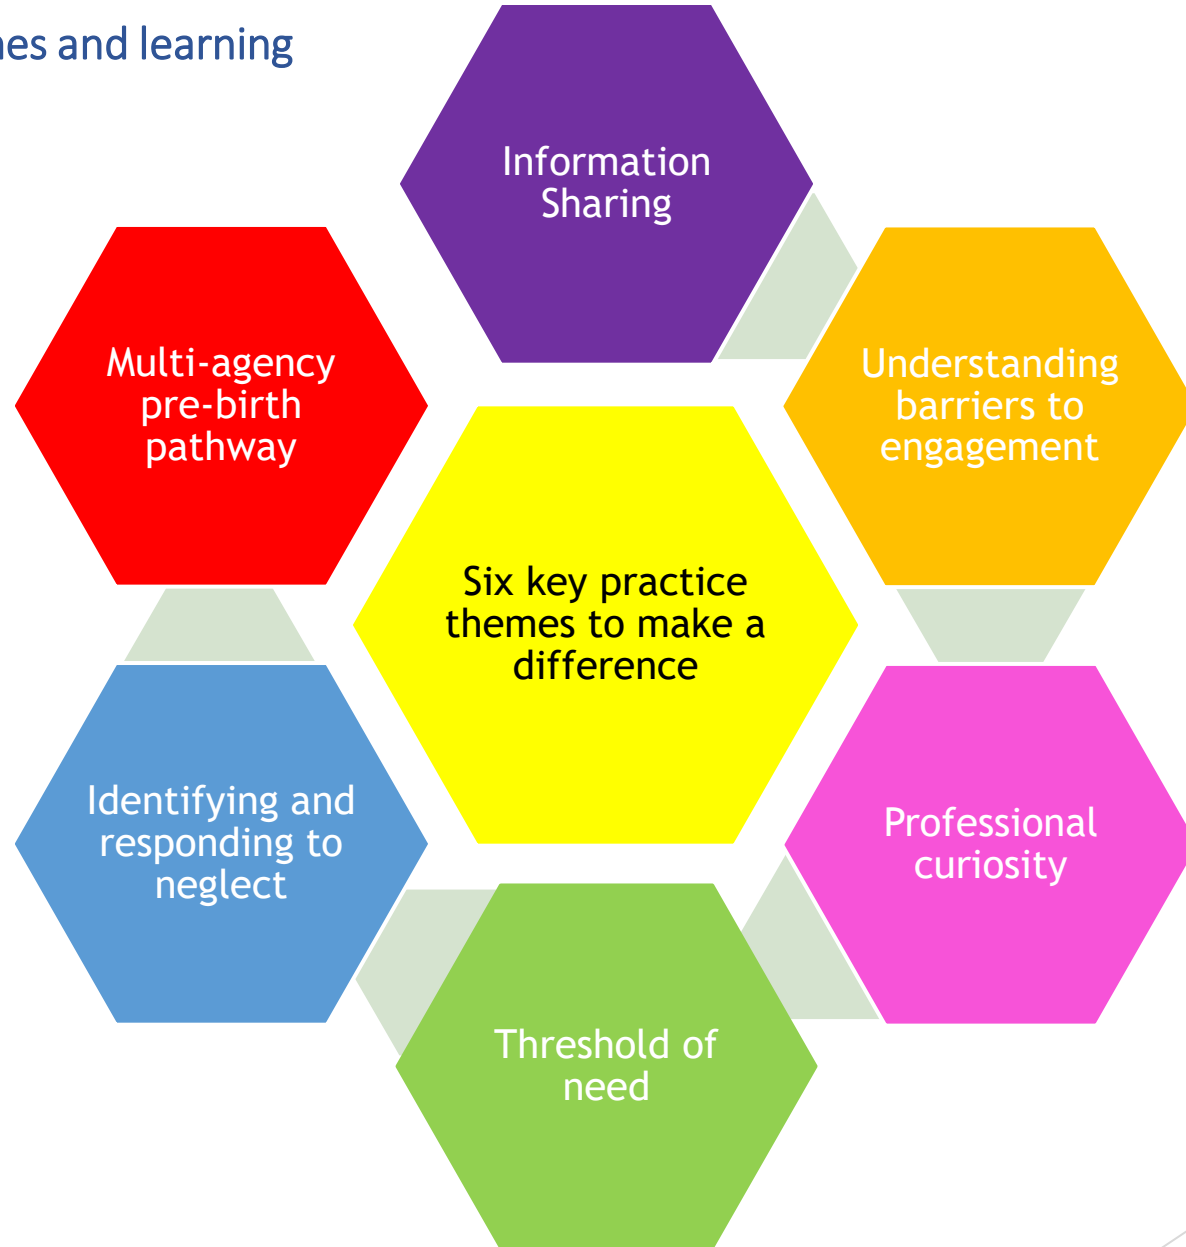 and learning
Information
Sharing
Understanding
barriers to
engagement
Multi-agency
pre-birth
pathway
Six key practice
themes to make a
difference
Professional
curiosity
Identifying and
responding to
neglect
Threshold of
need